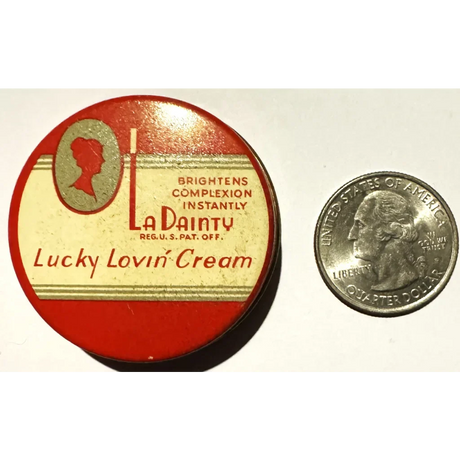 BRIGHTENS
COMPLEXION
INSTANTLY
LA DAINTY
REG. U. S. PAT. OFF.
Lucky Lovin' Cream
UNITED STATES OF AMERICA
LIBERTY
IN
GOD WE
TRUST
QUARTER DOLLAR